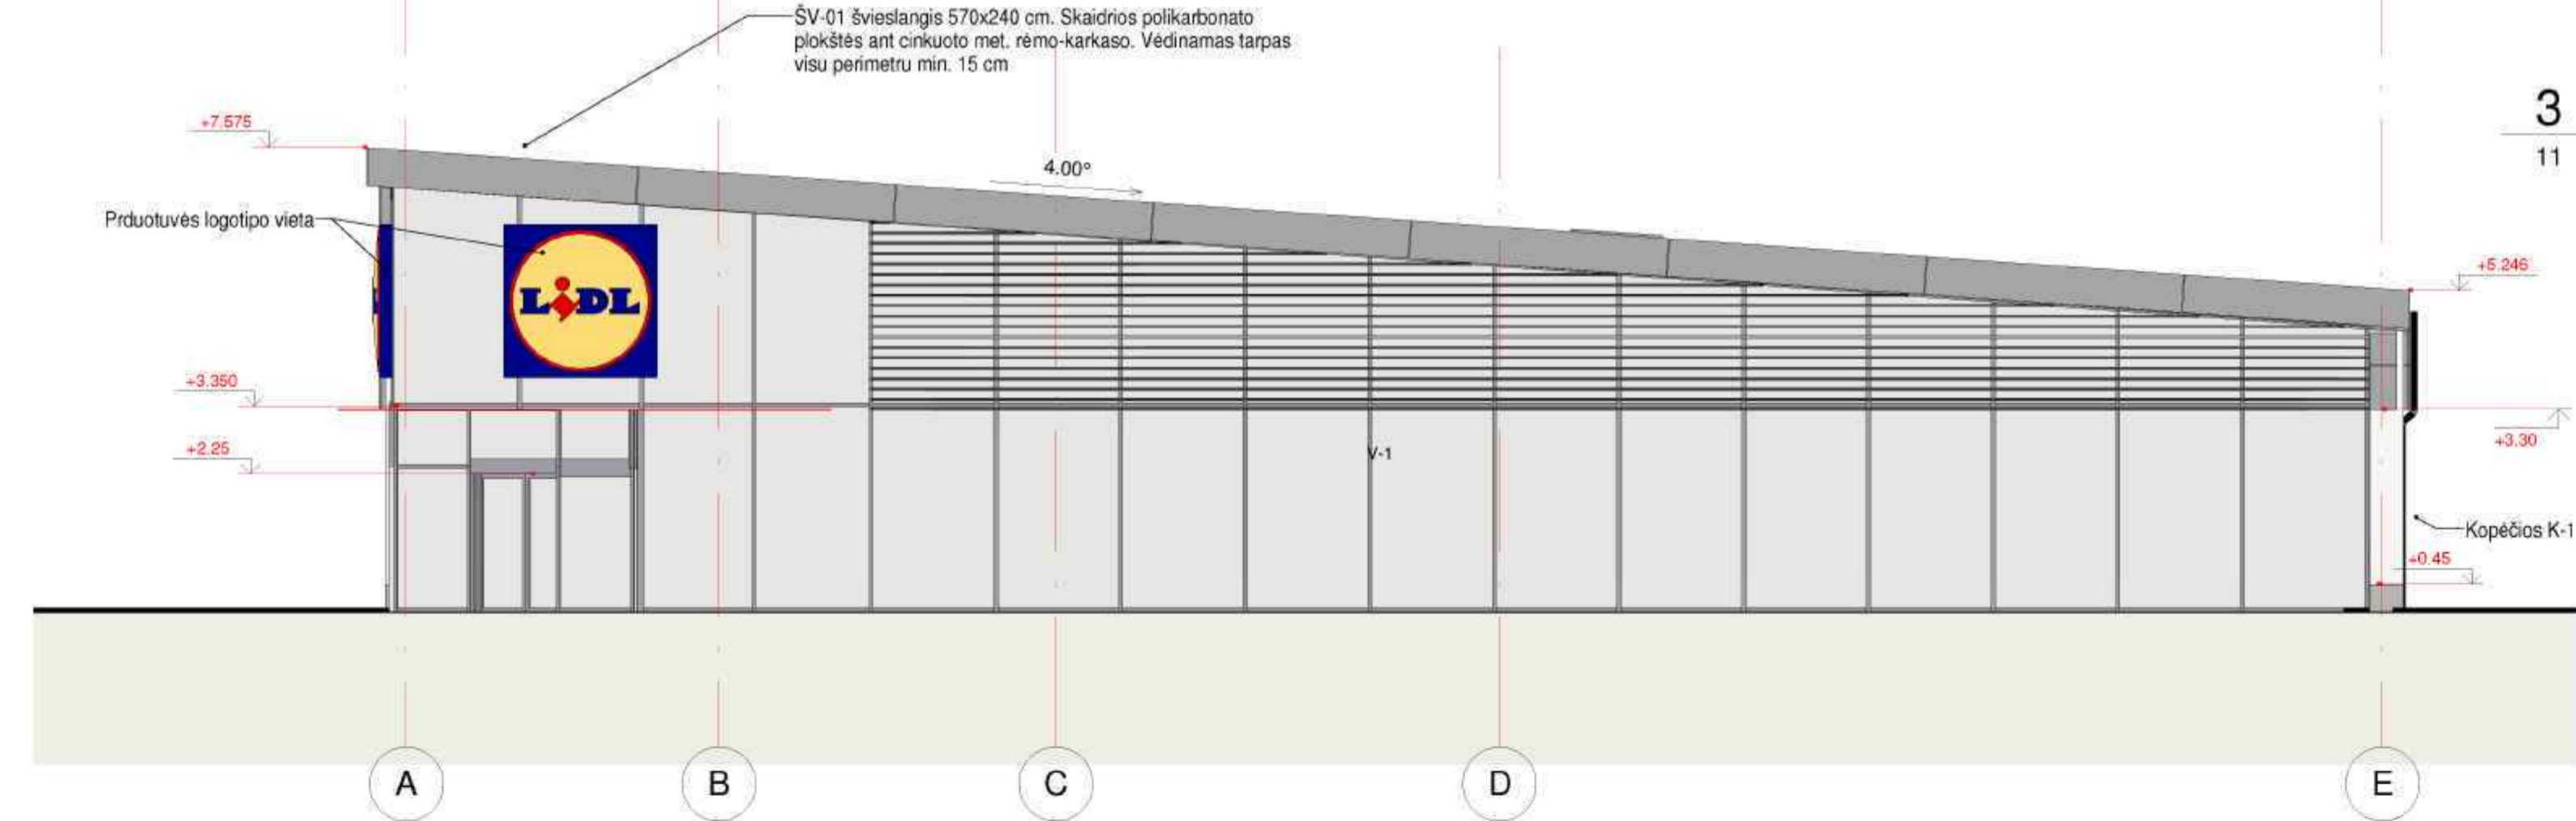 ŠV-01 švieslangis 570x240 cm. Skaidrios polikarbonato
plokštės ant cinkuoto met. rėmo-karkaso. Vėdinamas tarpas
visu perimetru min. 15 cm
3
11
+7.575
4.00°
Prduotuvės logotipo vieta
+5.246
LiDL
+3.350
+3.30
+2.25
V-1
Kopėčios K-1
+0.45
A B C D E